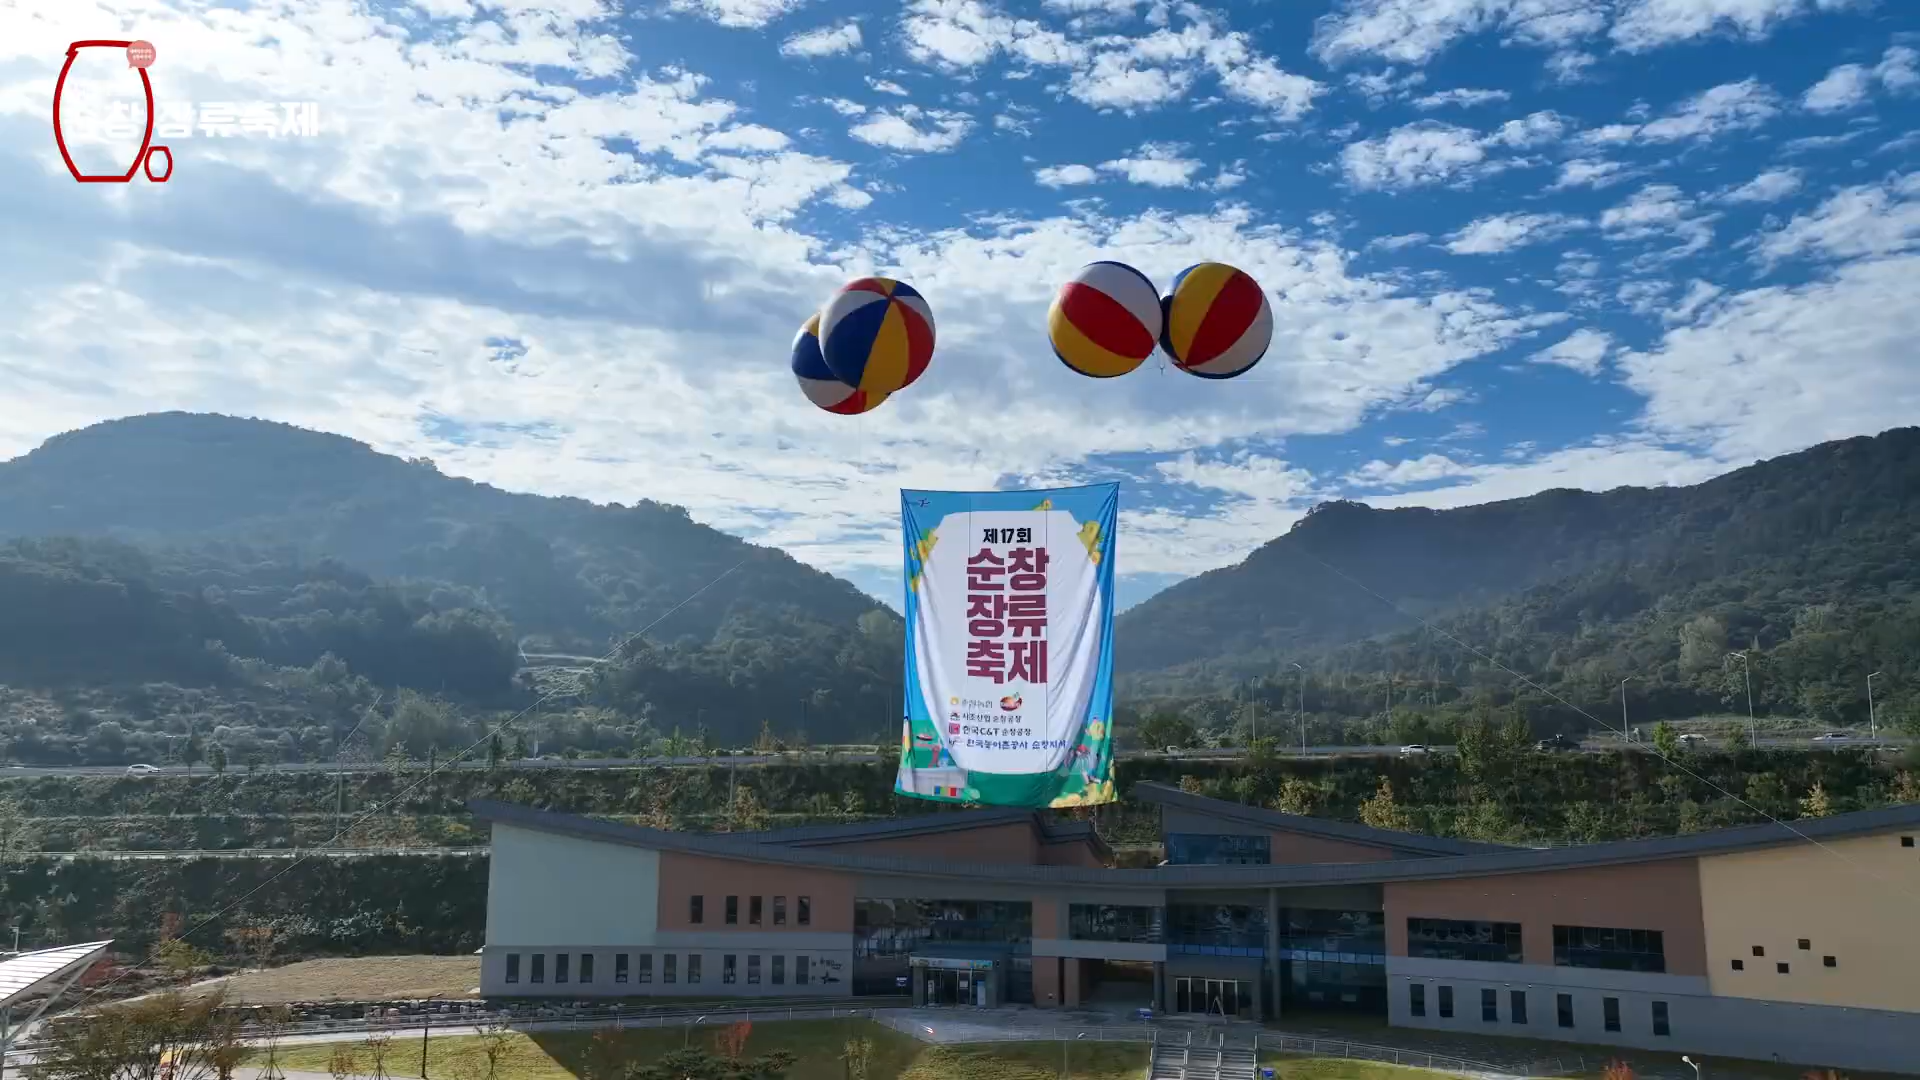 창 장류축제
제17회
순창
장류
축제
순창농협
사조산업 순창공장
한국C&T 순창공장
한국농어촌공사 순창지사